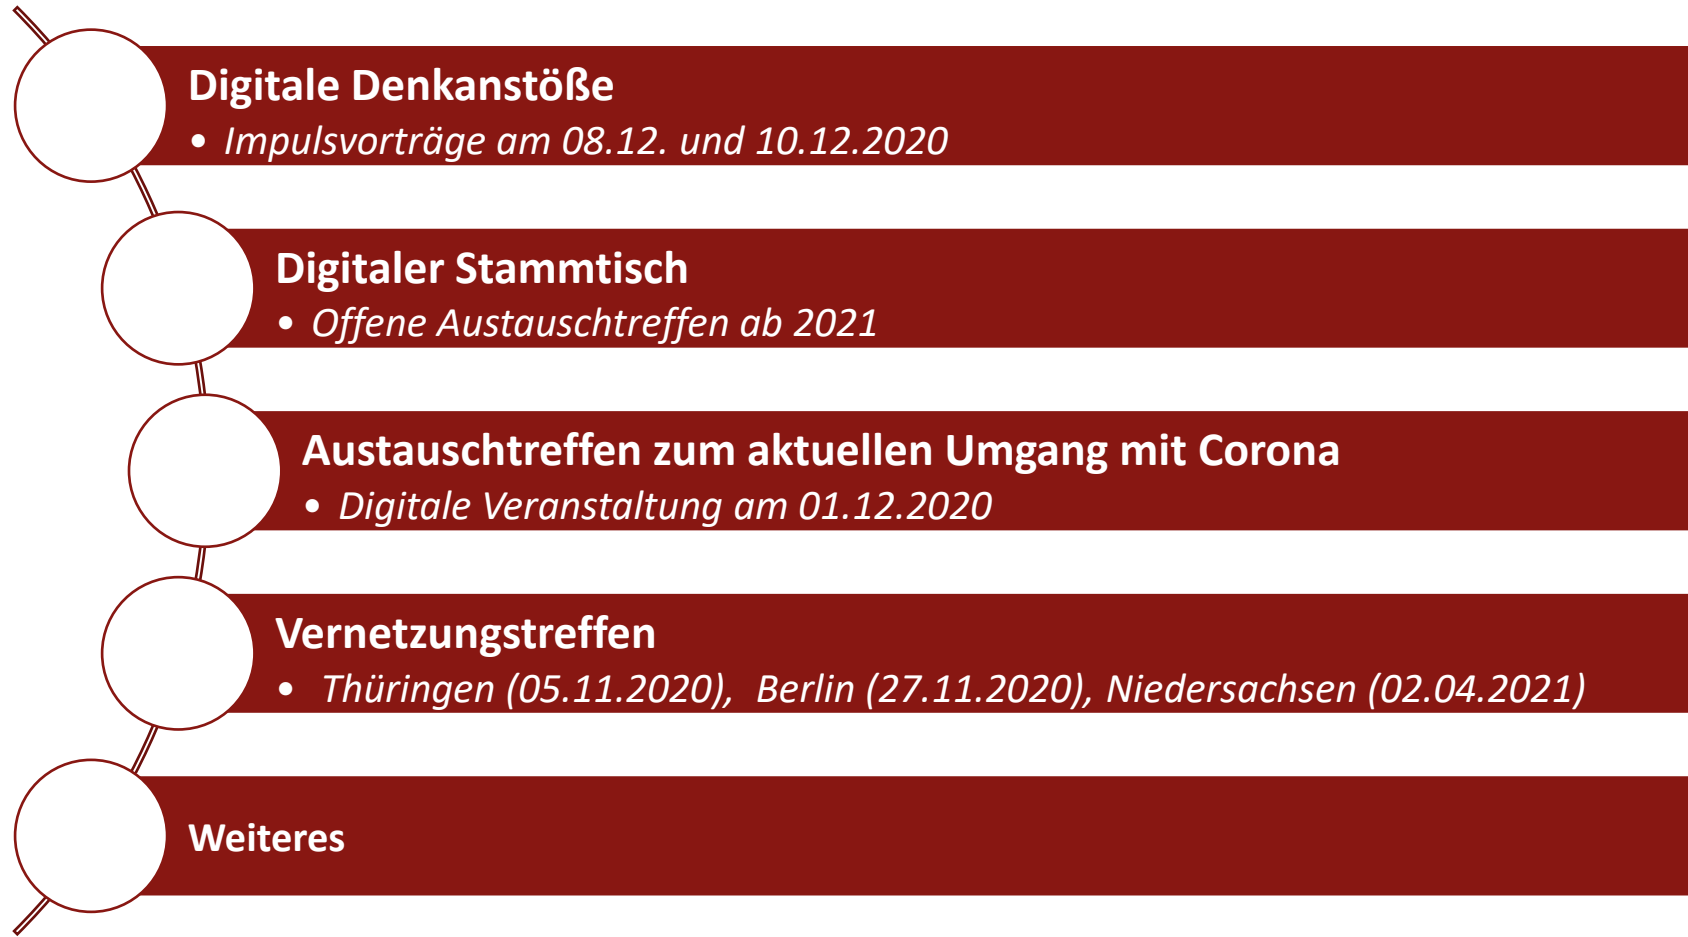 Digitale Denkanstöße
• Impulsvorträge am 08.12. und 10.12.2020
Digitaler Stammtisch
• Offene Austauschtreffen ab 2021
Austauschtreffen zum aktuellen Umgang mit Corona
• Digitale Veranstaltung am 01.12.2020
Vernetzungstreffen
• Thüringen (05.11.2020), Berlin (27.11.2020), Niedersachsen (02.04.2021)
Weiteres